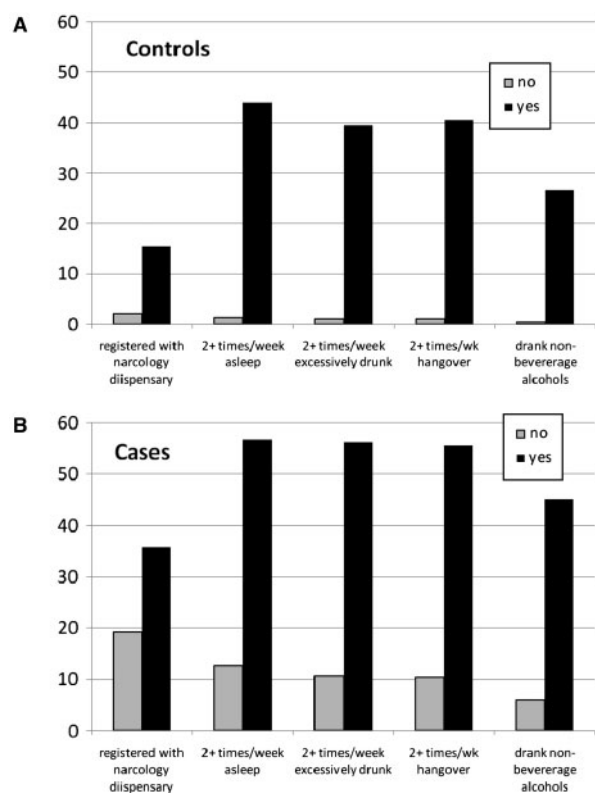 A
Controls
no
yes
60
50
40
30
20
10
0
registered with
narcology
diispensary
2+ times/week
asleep
2+ times/week
excessively drunk
2+ times/wk
hangover
drank non-
bevererage
alcohols
B
Cases
no
yes
60
50
40
30
20
10
0
registered with
narcology
diispensary
2+ times/week
asleep
2+ times/week
excessively drunk
2+ times/wk
hangover
drank non-
bevererage
alcohols